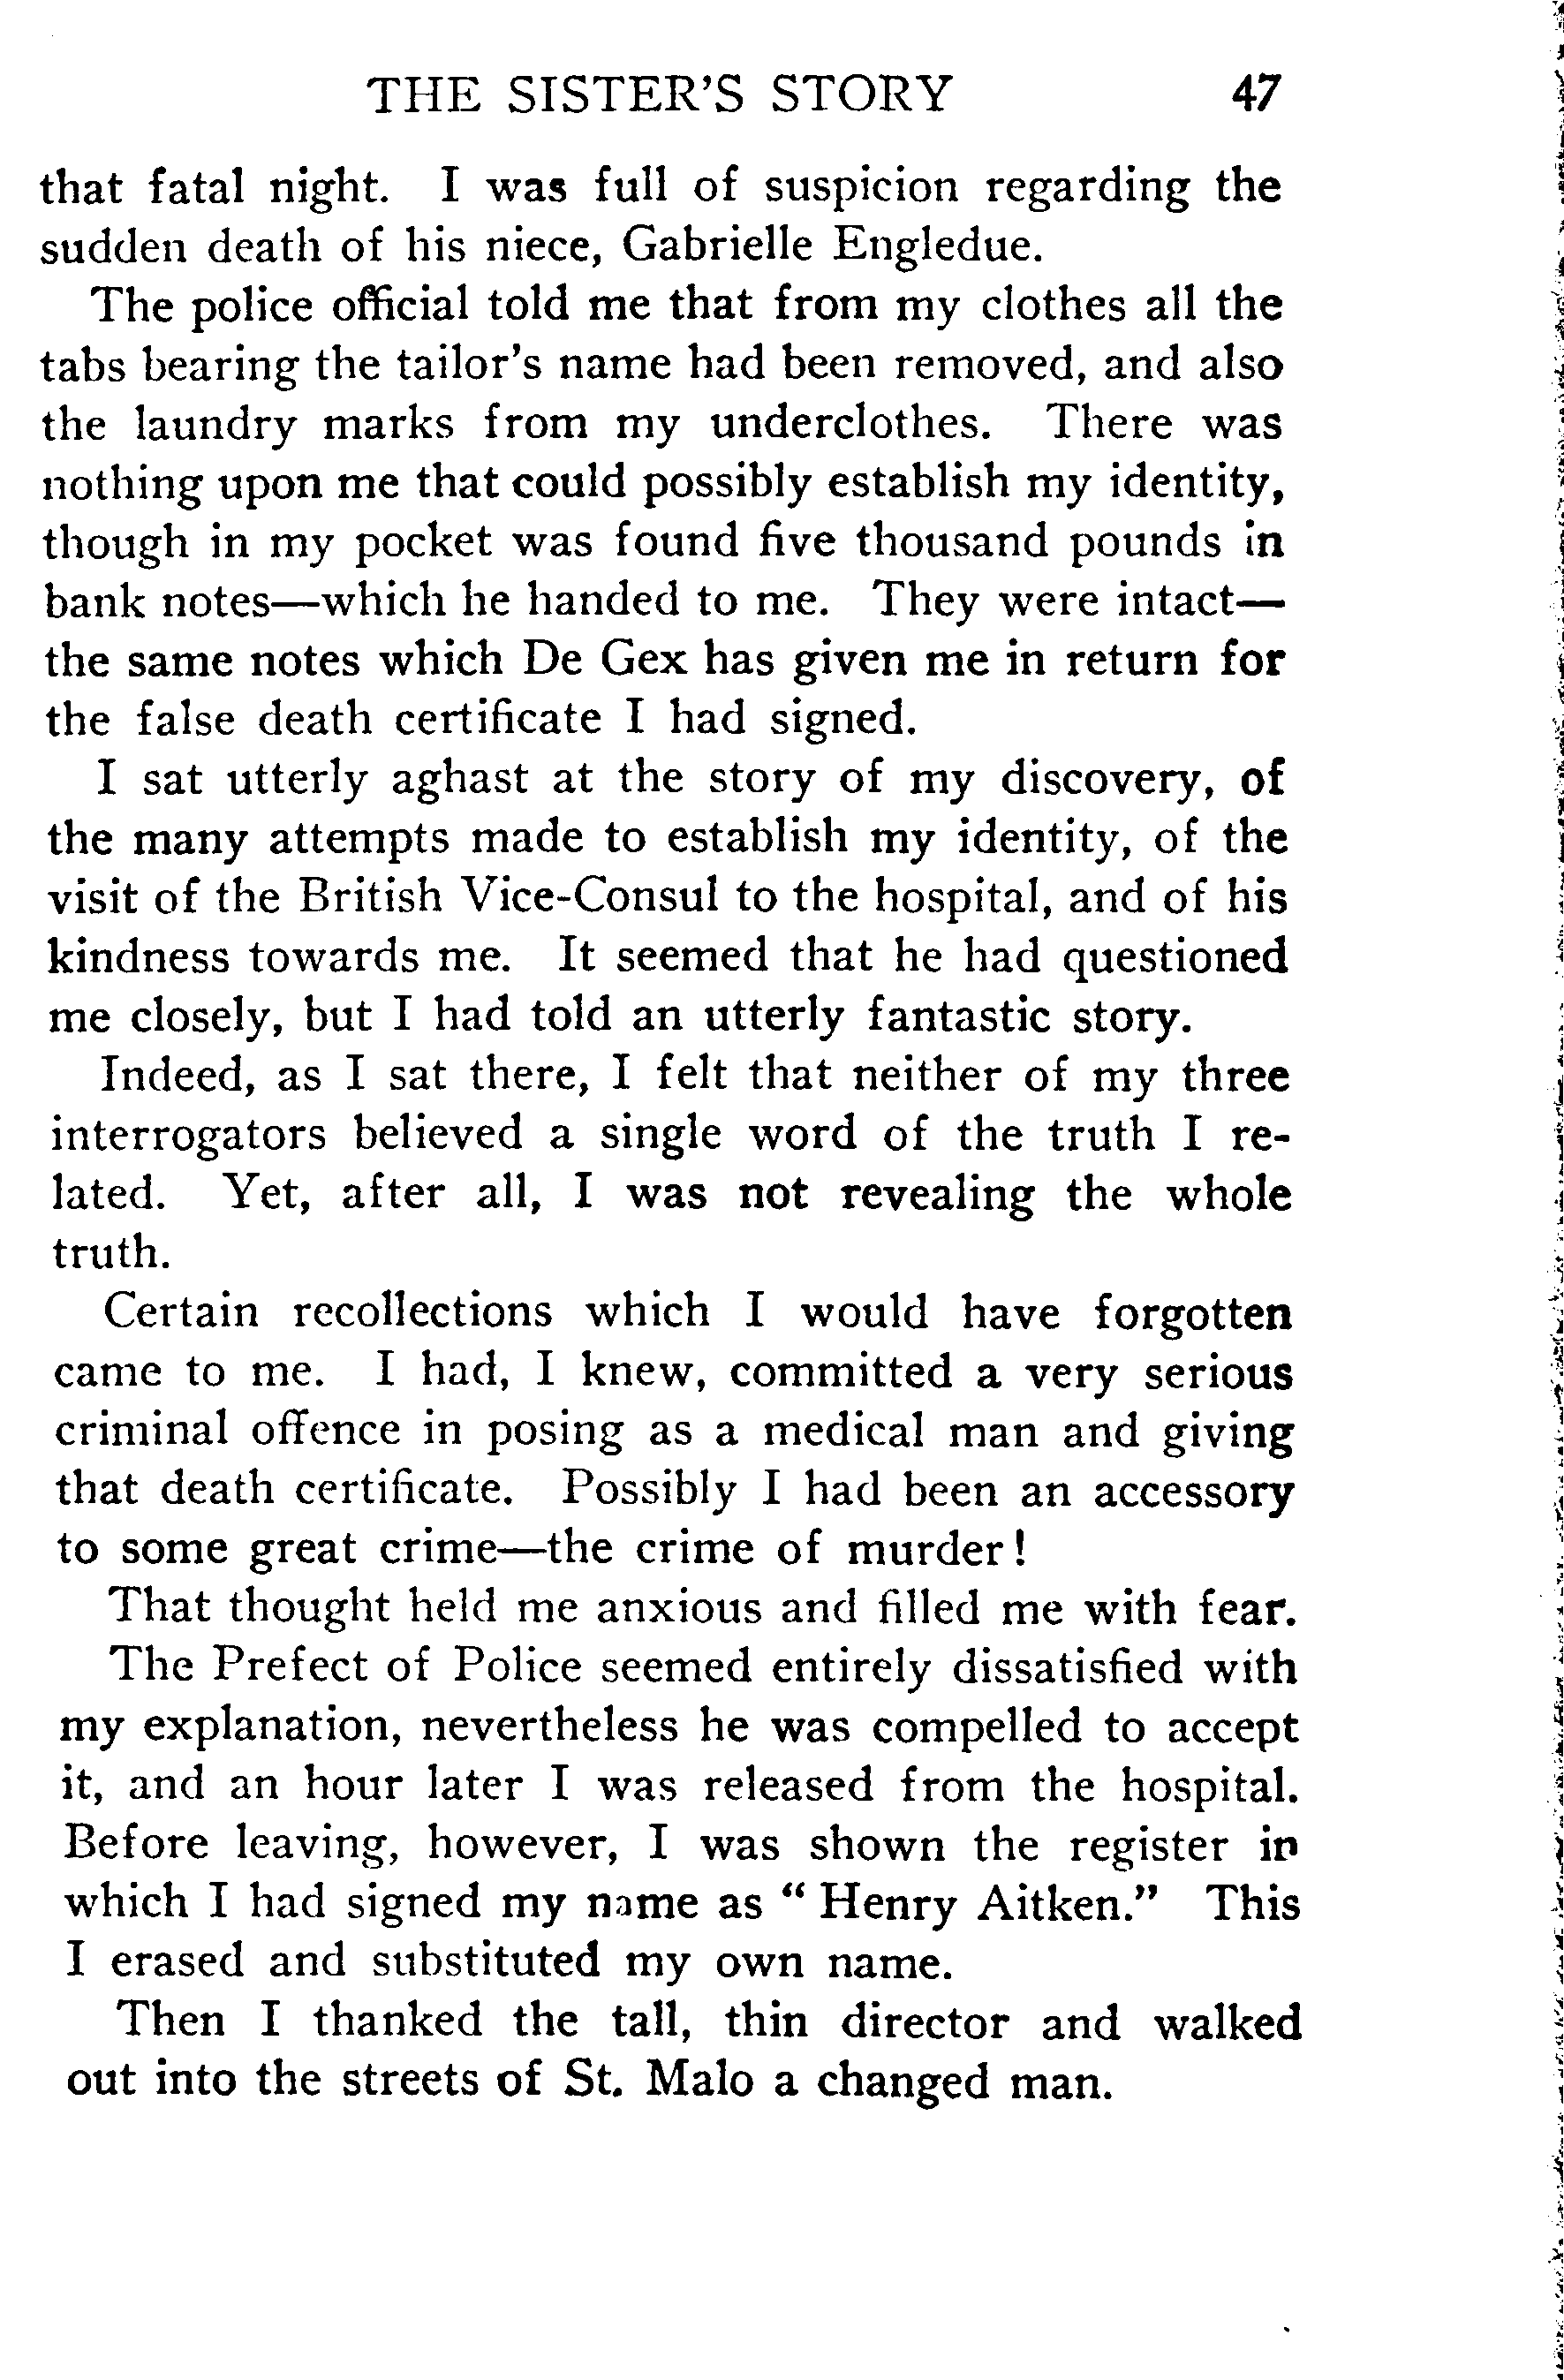 THE SISTER'S STORY 47
that fatal night. I was full of suspicion regarding the
sudden death of his niece, Gabrielle Engledue.
The police official told me that from my clothes all the
tabs bearing the tailor's name had been removed, and also
the laundry marks from my underclothes. There was
nothing upon me that could possibly establish my identity,
though in my pocket was found five thousand pounds in
bank notes—which he handed to me. They were intact—
the same notes which De Gex has given me in return for
the false death certificate I had signed.
I sat utterly aghast at the story of my discovery, of
the many attempts made to establish my identity, of the
visit of the British Vice-Consul to the hospital, and of his
kindness towards me. It seemed that he had questioned
me closely, but I had told an utterly fantastic story.
Indeed, as I sat there, I felt that neither of my three
interrogators believed a single word of the truth I re-
lated. Yet, after all, I was not revealing the whole
truth.
Certain recollections which I would have forgotten
came to me. I had, I knew, committed a very serious
criminal offence in posing as a medical man and giving
that death certificate. Possibly I had been an accessory
to some great crime—the crime of murder!
That thought held me anxious and filled me with fear.
The Prefect of Police seemed entirely dissatisfied with
my explanation, nevertheless he was compelled to accept
it, and an hour later I was released from the hospital.
Before leaving, however, I was shown the register in
which I had signed my name as " Henry Aitken." This
I erased and substituted my own name.
Then I thanked the tall, thin director and walked
out into the streets of St. Malo a changed man.